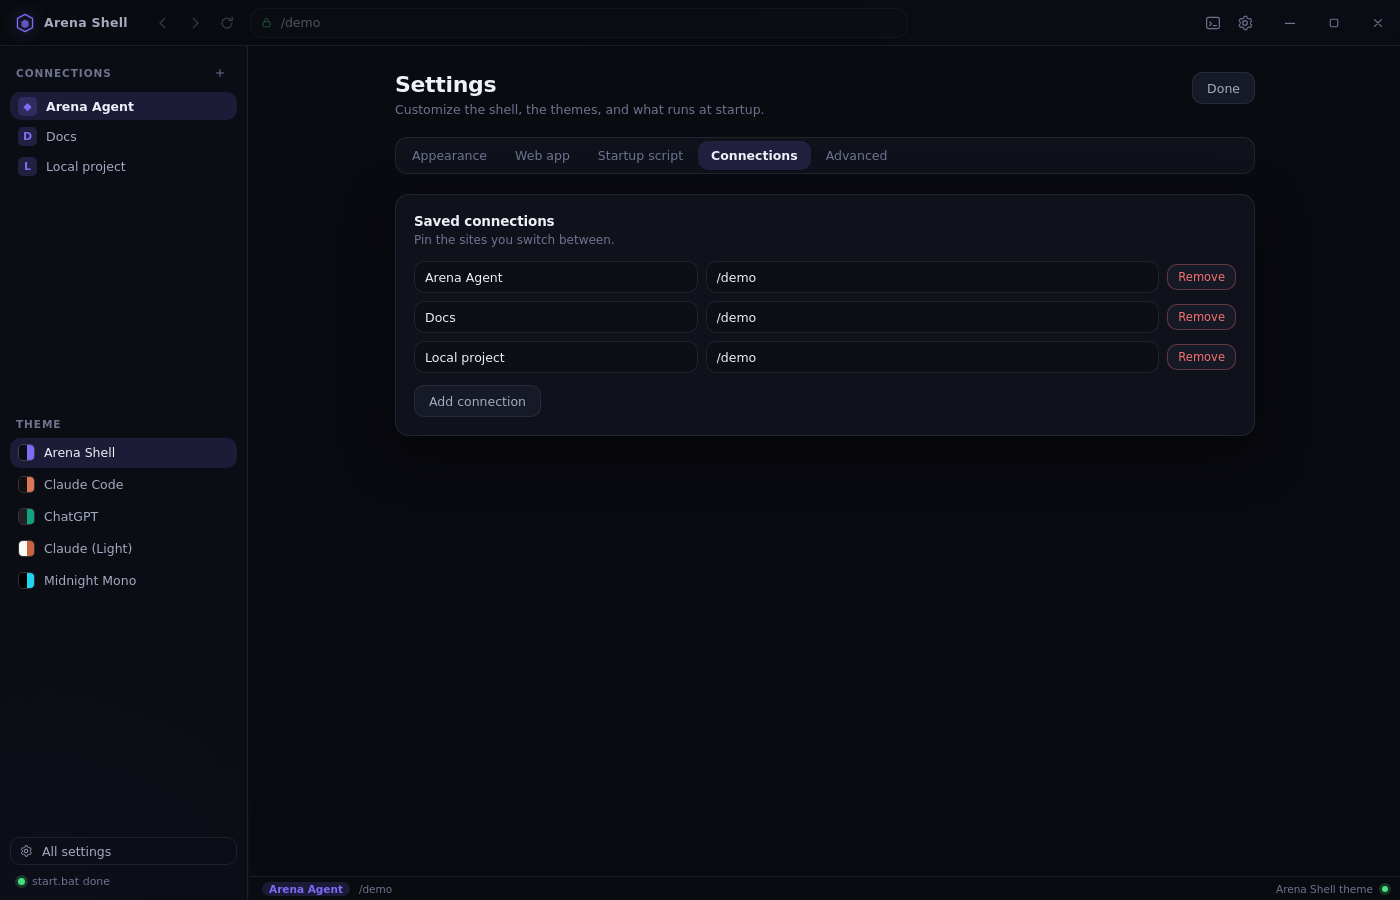 Arena Shell
/demo
CONNECTIONS
+
Arena Agent
D Docs
L Local project
THEME
Arena Shell
Claude Code
ChatGPT
Claude (Light)
Midnight Mono
All settings
start.bat done
Settings
Done
Customize the shell, the themes, and what runs at startup.
Appearance Web app Startup script Connections Advanced
Saved connections
Pin the sites you switch between.
Arena Agent /demo Remove
Docs /demo Remove
Local project /demo Remove
Add connection
Arena Agent /demo
Arena Shell theme